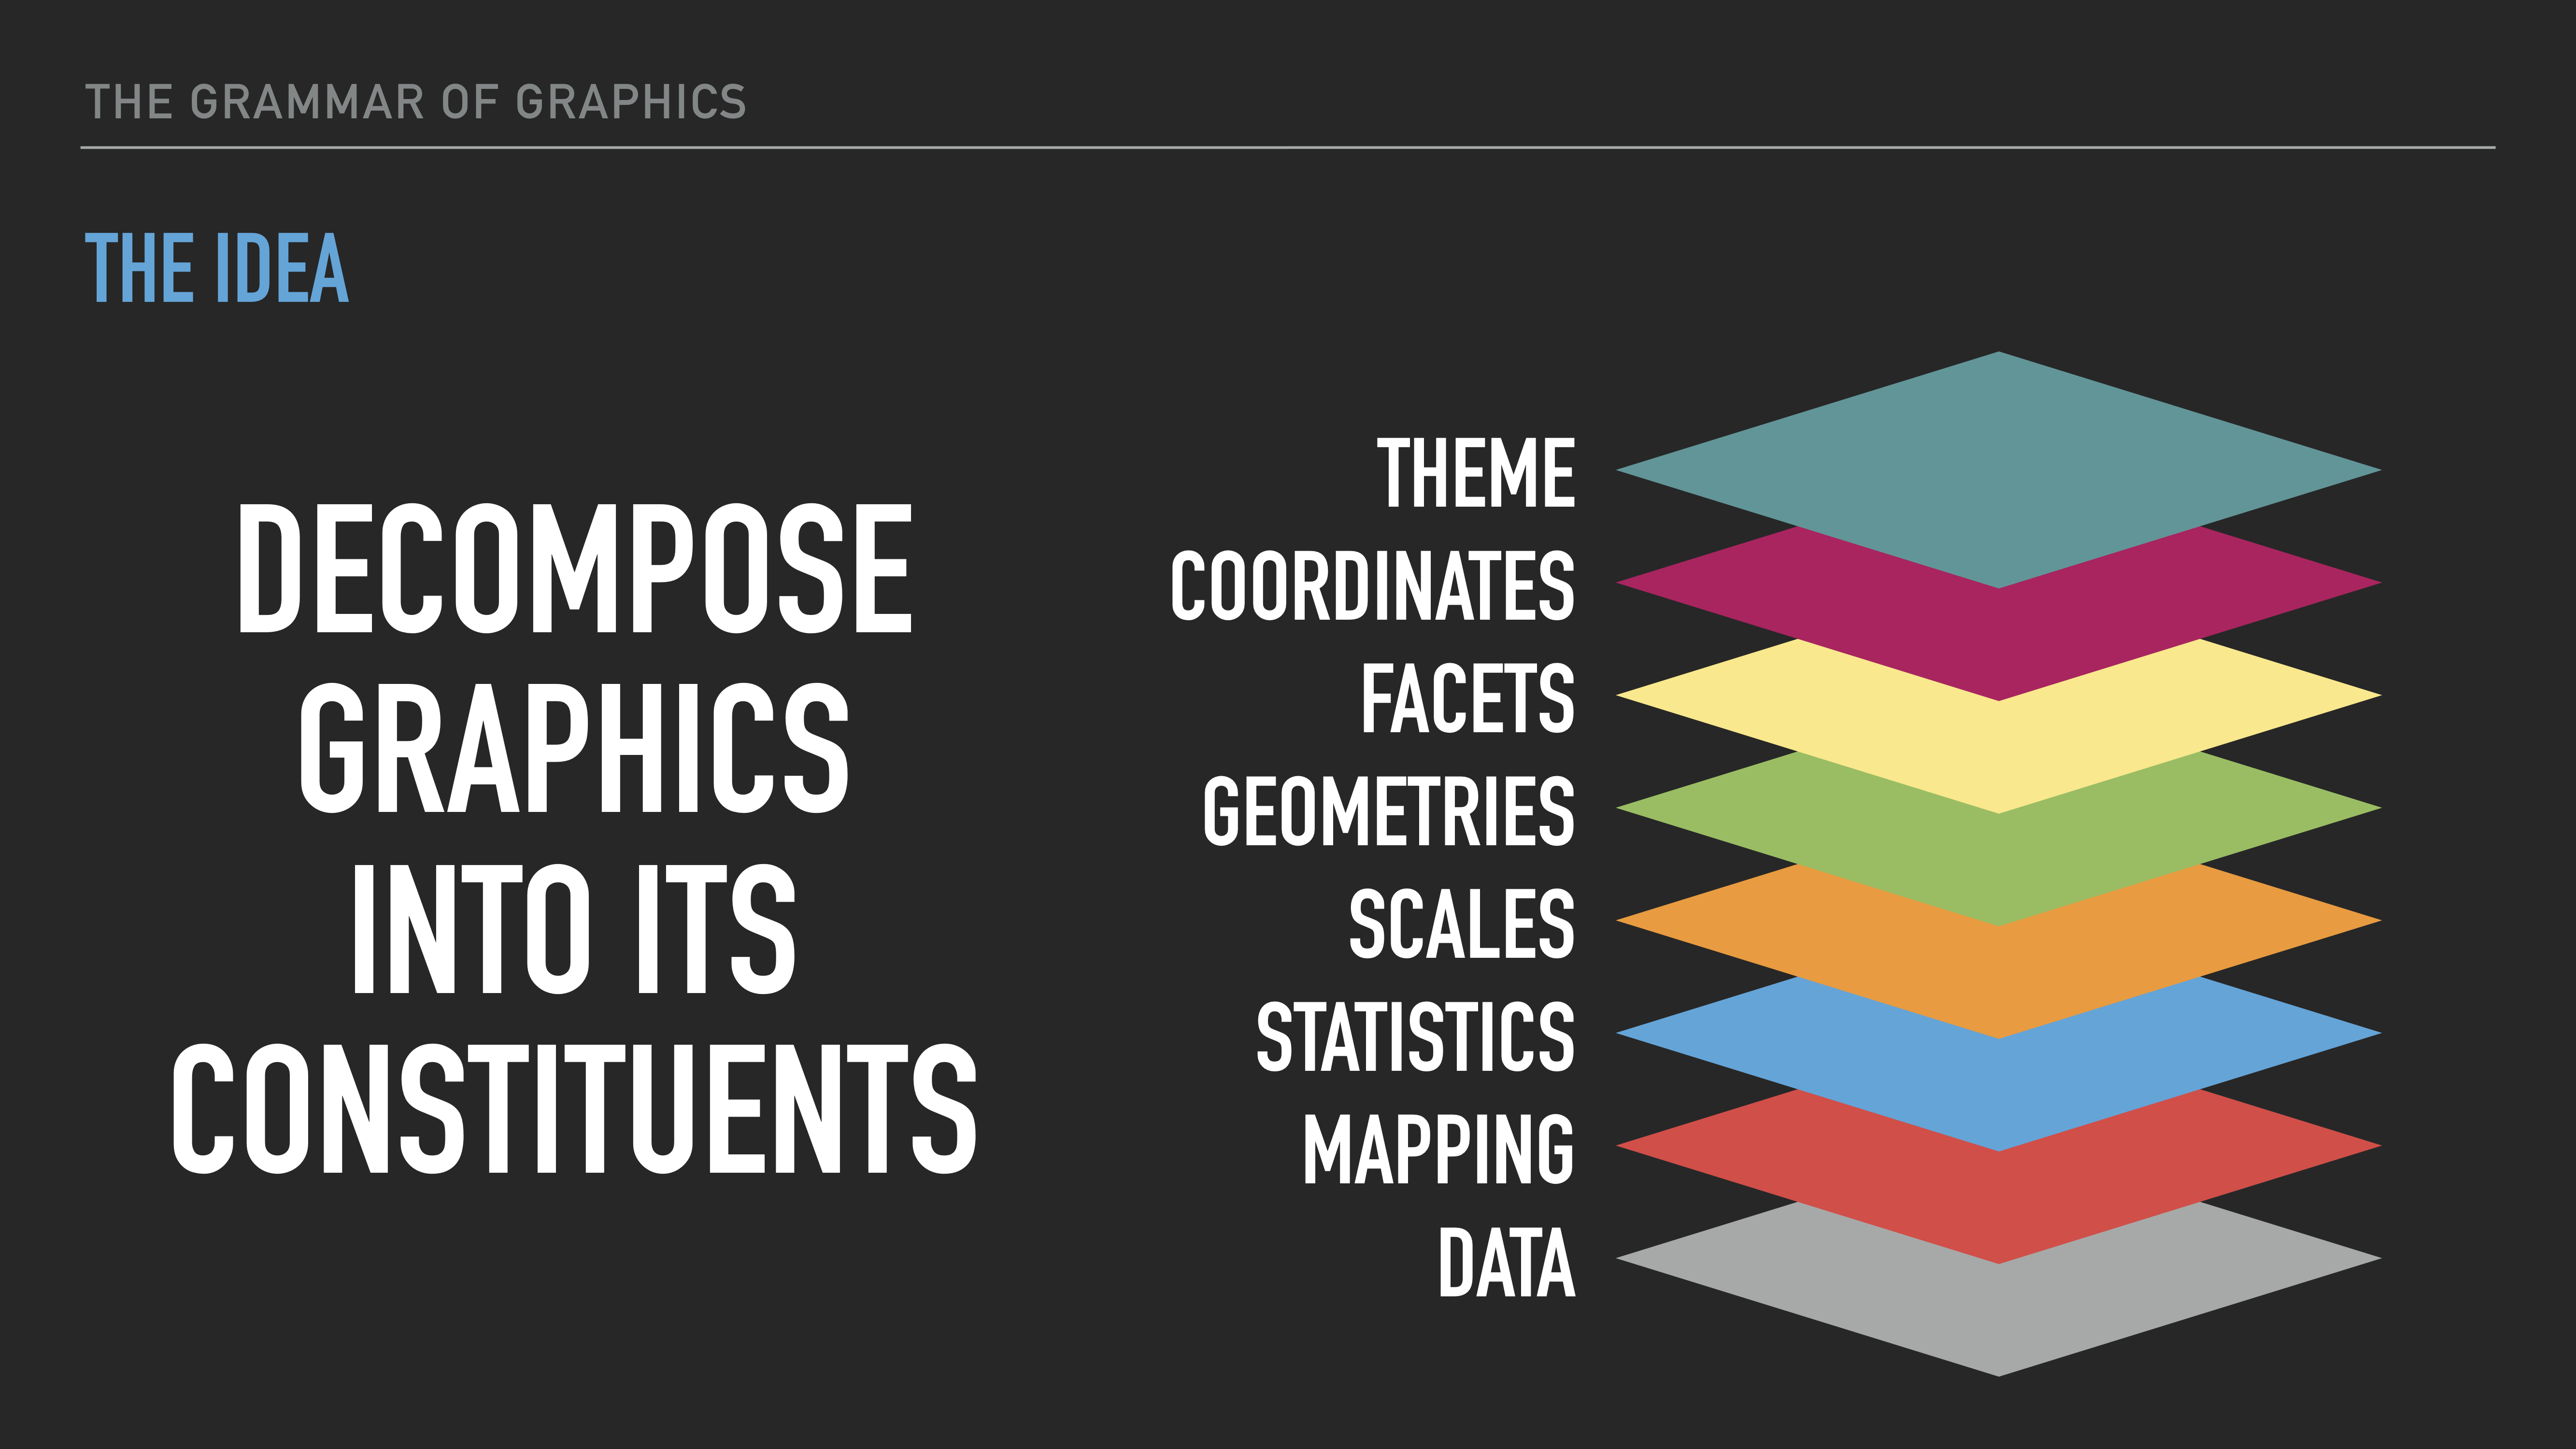 THE GRAMMAR OF GRAPHICS
THE IDEA
DECOMPOSE
GRAPHICS
INTO ITS
CONSTITUENTS
THEME
COORDINATES
FACETS
GEOMETRIES
SCALES
STATISTICS
MAPPING
DATA